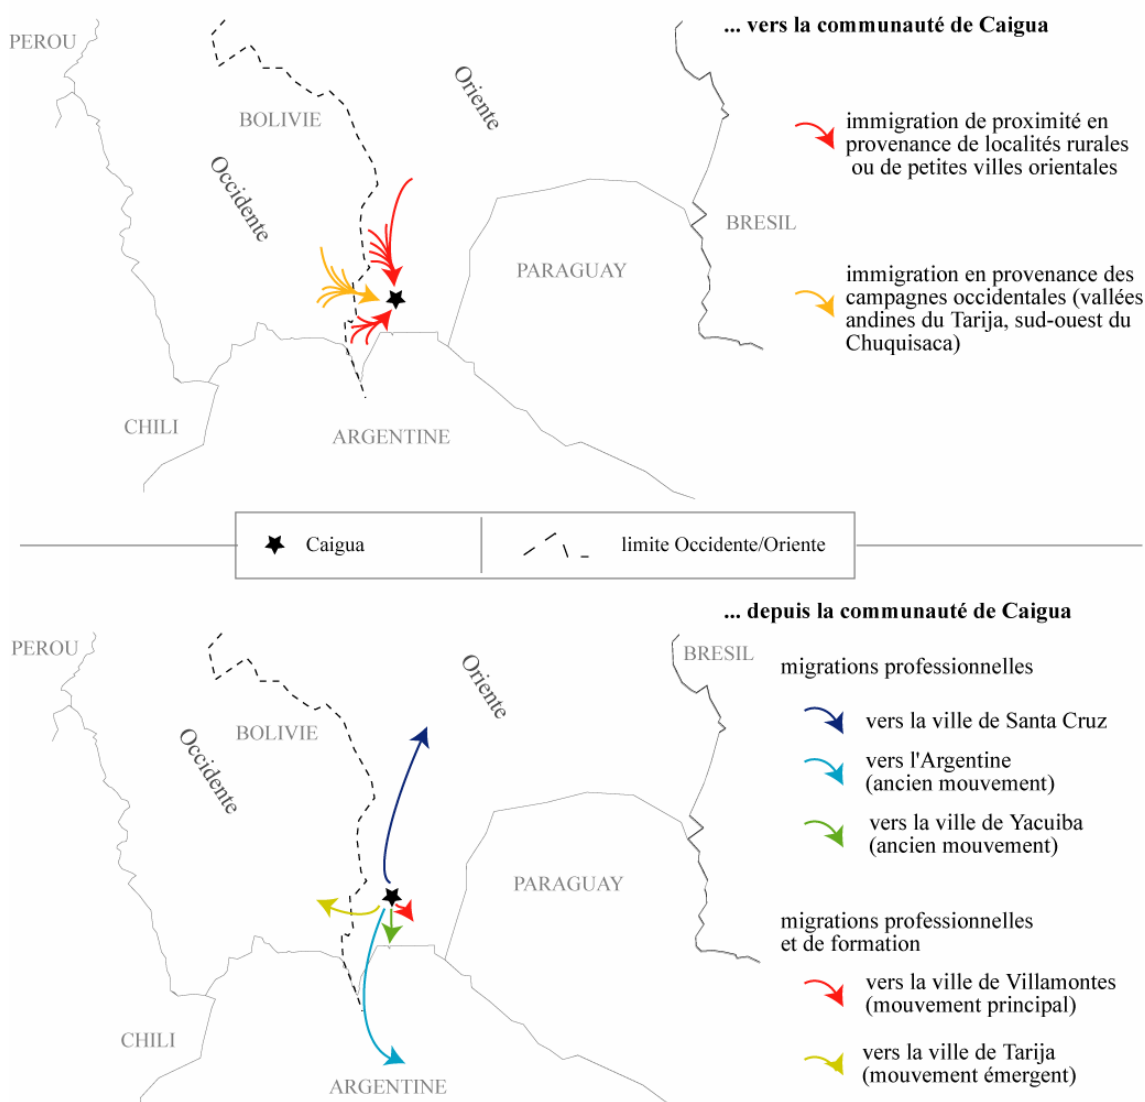 ... vers la communauté de Caigua
PEROU
Oriente
BOLIVIE
immigration de proximité en
provenance de localités rurales
ou de petites villes orientales
Occidente
BRESIL
PARAGUAY
immigration en provenance des
campagnes occidentales (vallées
andines du Tarija, sud-ouest du
Chuquisaca)
CHILI
ARGENTINE
Caigua
limite Occidente/Oriente
... depuis la communauté de Caigua
PEROU
BRESIL
Oriente
migrations professionnelles
BOLIVIE
vers la ville de Santa Cruz
Occidente
vers l'Argentine
(ancien mouvement)
vers la ville de Yacuiba
(ancien mouvement)
PARAGUAY
migrations professionnelles
et de formation
vers la ville de Villamontes
(mouvement principal)
CHILI
vers la ville de Tarija
(mouvement émergent)
ARGENTINE